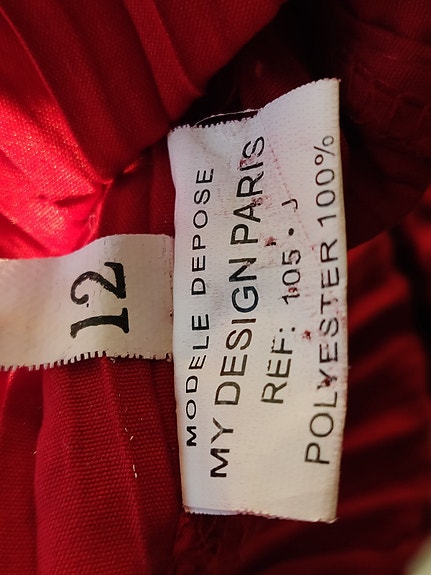 MODELE DEPOSE
MY DESIGN PARIS
REF: 105.J
POLYESTER 100%
12